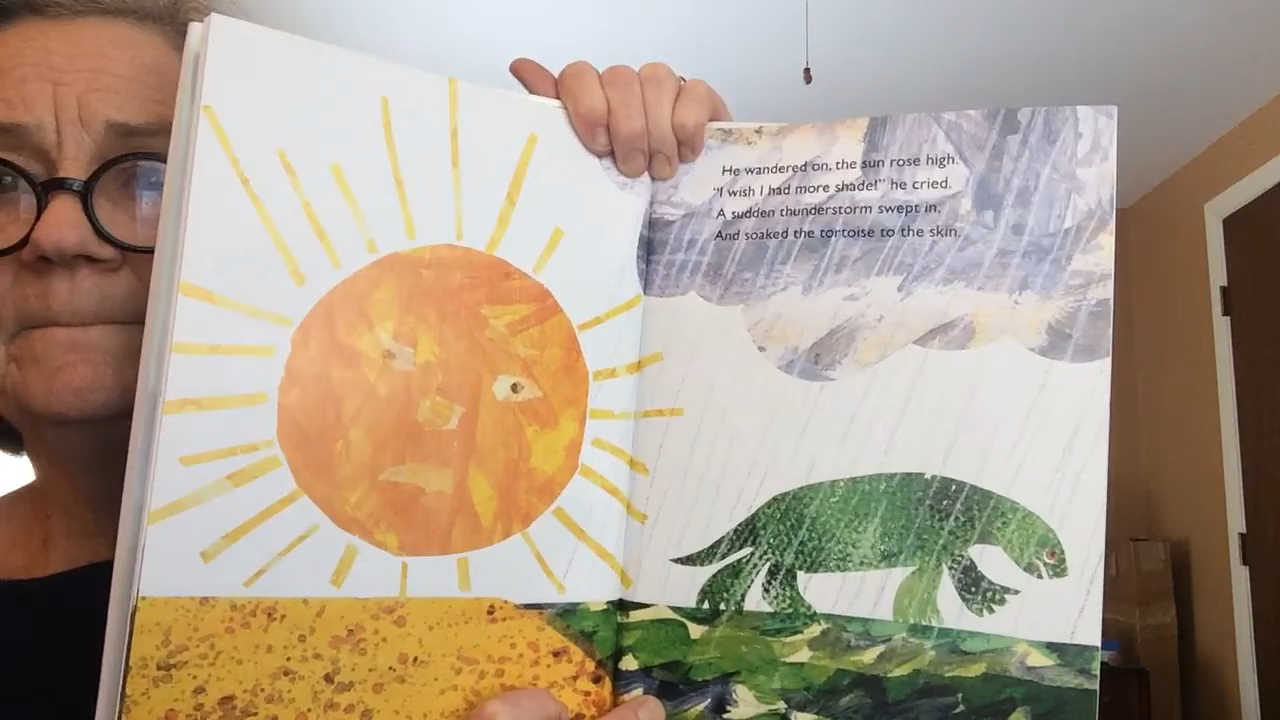 He wandered on, the sun rose high.
"I wish I had more shade!" he cried.
A sudden thunderstorm swept in,
And soaked the tortoise to the skin.